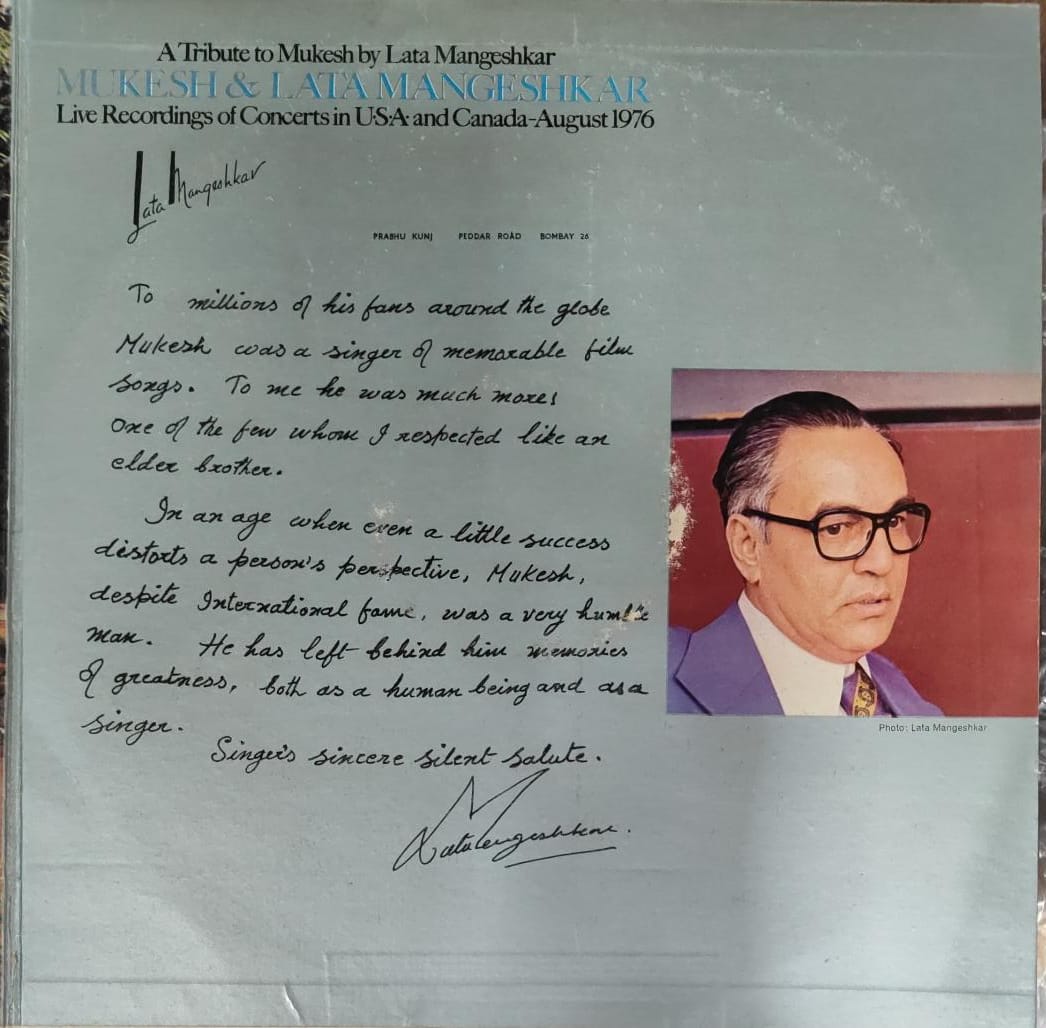 A Tribute to Mukesh by Lata Mangeshkar
MUKESH & LATA MANGESHKAR
Live Recordings of Concerts in U·S·A· and Canada–August 1976
Lata Mangeshkar
PRABHU KUNJ PEDDAR ROAD BOMBAY 26
To millions of his fans around the globe
Mukesh was a singer of memorable film
songs. To me he was much more!
One of the few whom I respected like an
elder brother.
In an age when even a little success
distorts a person's perspective, Mukesh,
despite International fame, was a very humble
man. He has left behind him memories
of greatness, both as a human being and as a
singer.
Singer's sincere silent salute.
Lata Mangeshkar.
Photo: Lata Mangeshkar